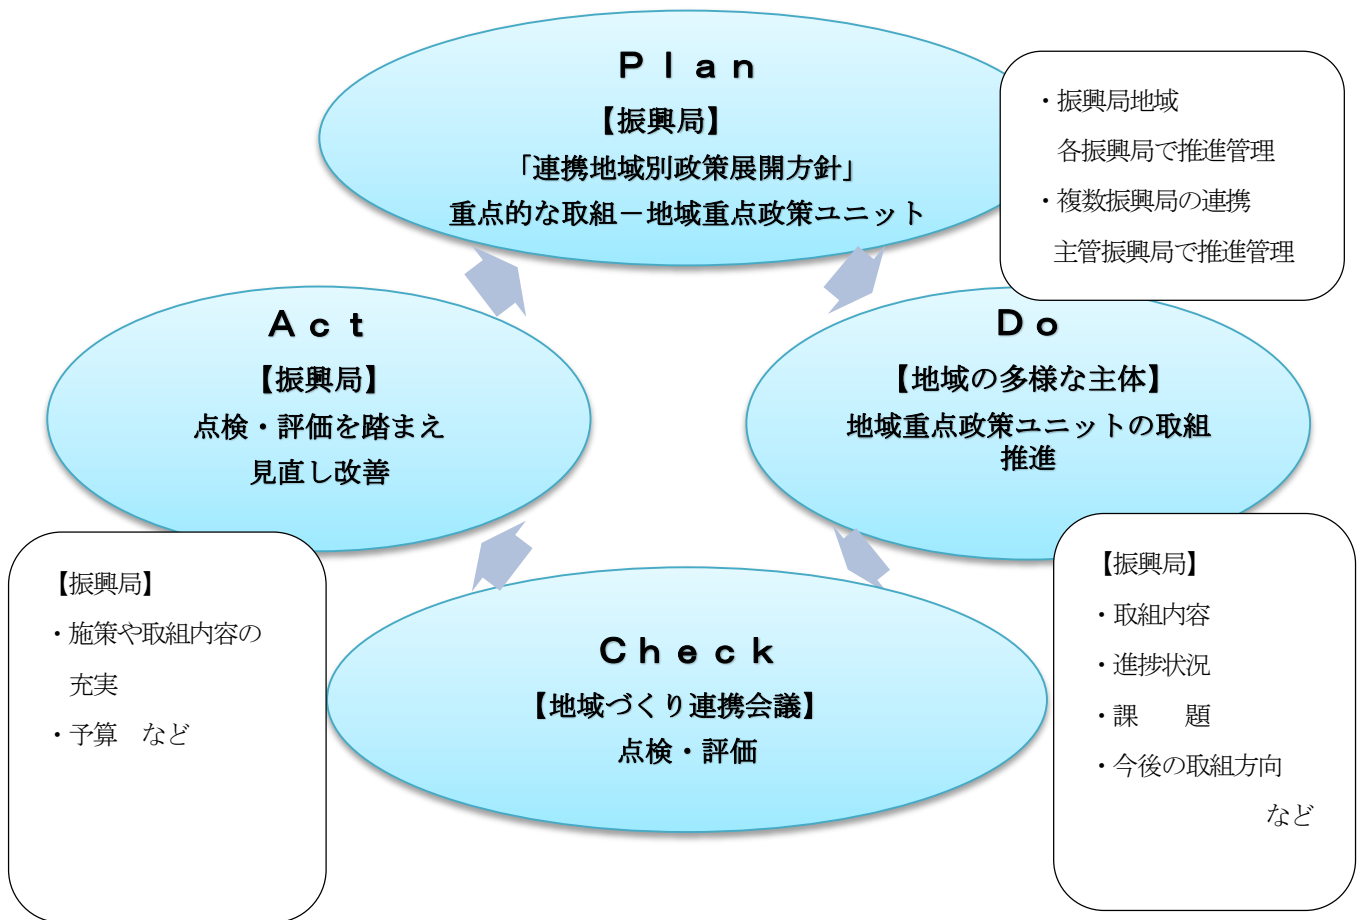 Ｐｌａｎ
【振興局】
「連携地域別政策展開方針」
重点的な取組－地域重点政策ユニット
・振興局地域
各振興局で推進管理
・複数振興局の連携
主管振興局で推進管理
Ｄｏ
【地域の多様な主体】
地域重点政策ユニットの取組
推進
【振興局】
・取組内容
・進捗状況
・課　　題
・今後の取組方向
など
Ｃｈｅｃｋ
【地域づくり連携会議】
点検・評価
Ａｃｔ
【振興局】
点検・評価を踏まえ
見直し改善
【振興局】
・施策や取組内容の
充実
・予算　など